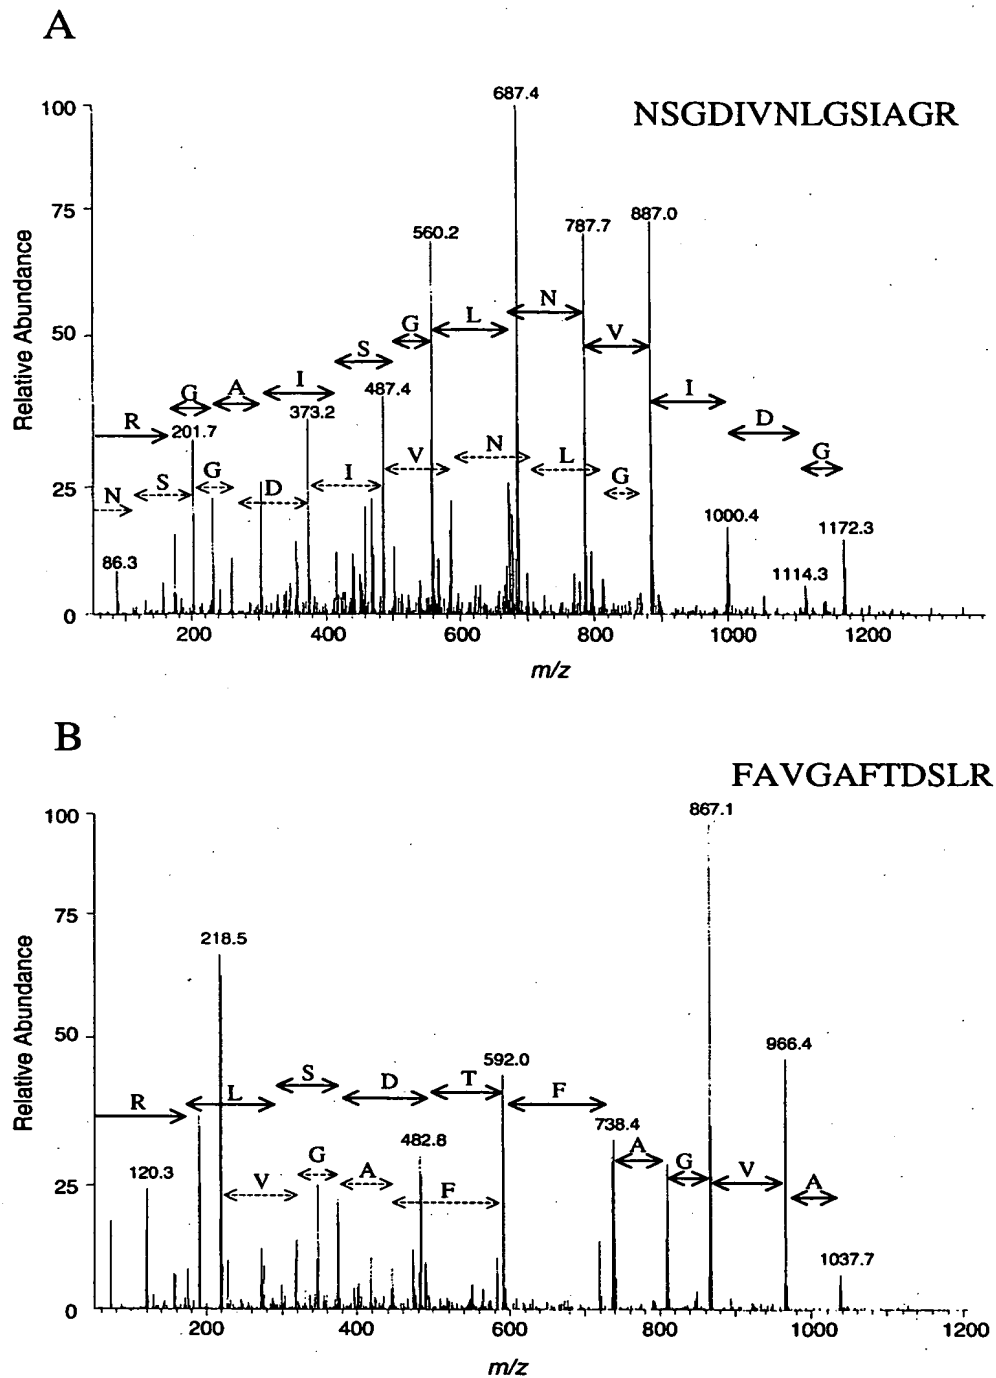 A
NSGDIVNLGSIAGR
687.4
887.0
787.7
560.2
487.4
373.2
201.7
86.3
1000.4
1114.3
1172.3
R G A I S G L N V I D G
N S G D I V N L G
100
75
50
25
0
Relative Abundance
200 400 600 800 1000 1200
m/z
B
FAVGAFTDSLR
867.1
966.4
218.5
592.0
738.4
482.8
120.3
1037.7
R L S D T F A G V A
V G A F
100
75
50
25
0
Relative Abundance
200 400 600 800 1000 1200
m/z